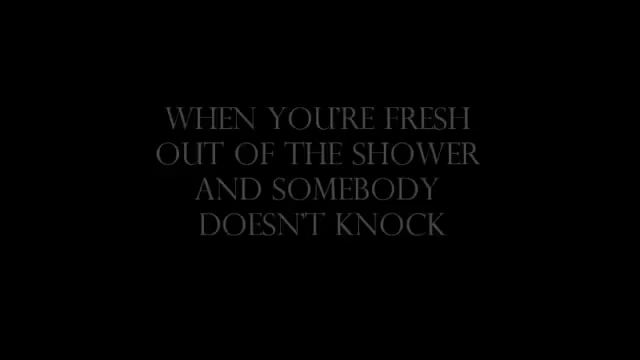 WHEN YOU'RE FRESH
OUT OF THE SHOWER
AND SOMEBODY
DOESN'T KNOCK